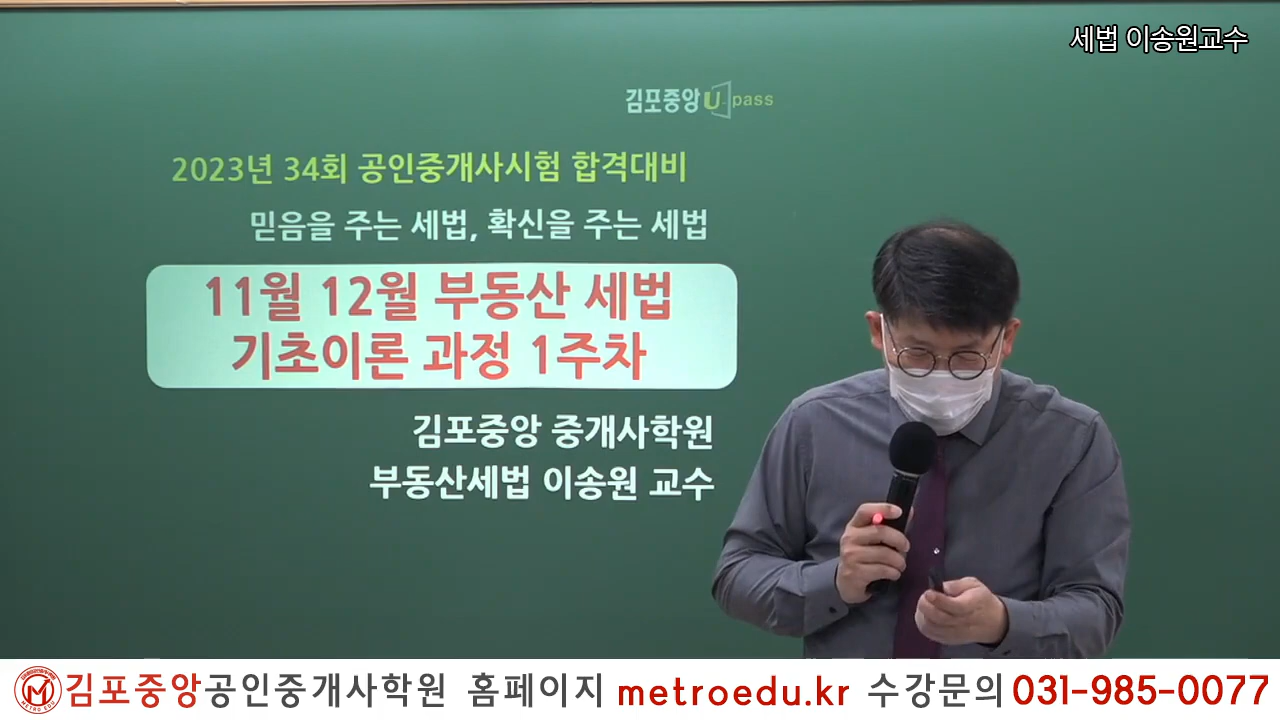 세법 이송원교수
김포중앙 U-pass
2023년 34회 공인중개사시험 합격대비
믿음을 주는 세법, 확신을 주는 세법
11월 12월 부동산 세법
기초이론 과정 1주차
김포중앙 중개사학원
부동산세법 이송원 교수
M
METRO EDU
김포중앙공인중개사학원 홈페이지 metroedu.kr 수강문의 031-985-0077